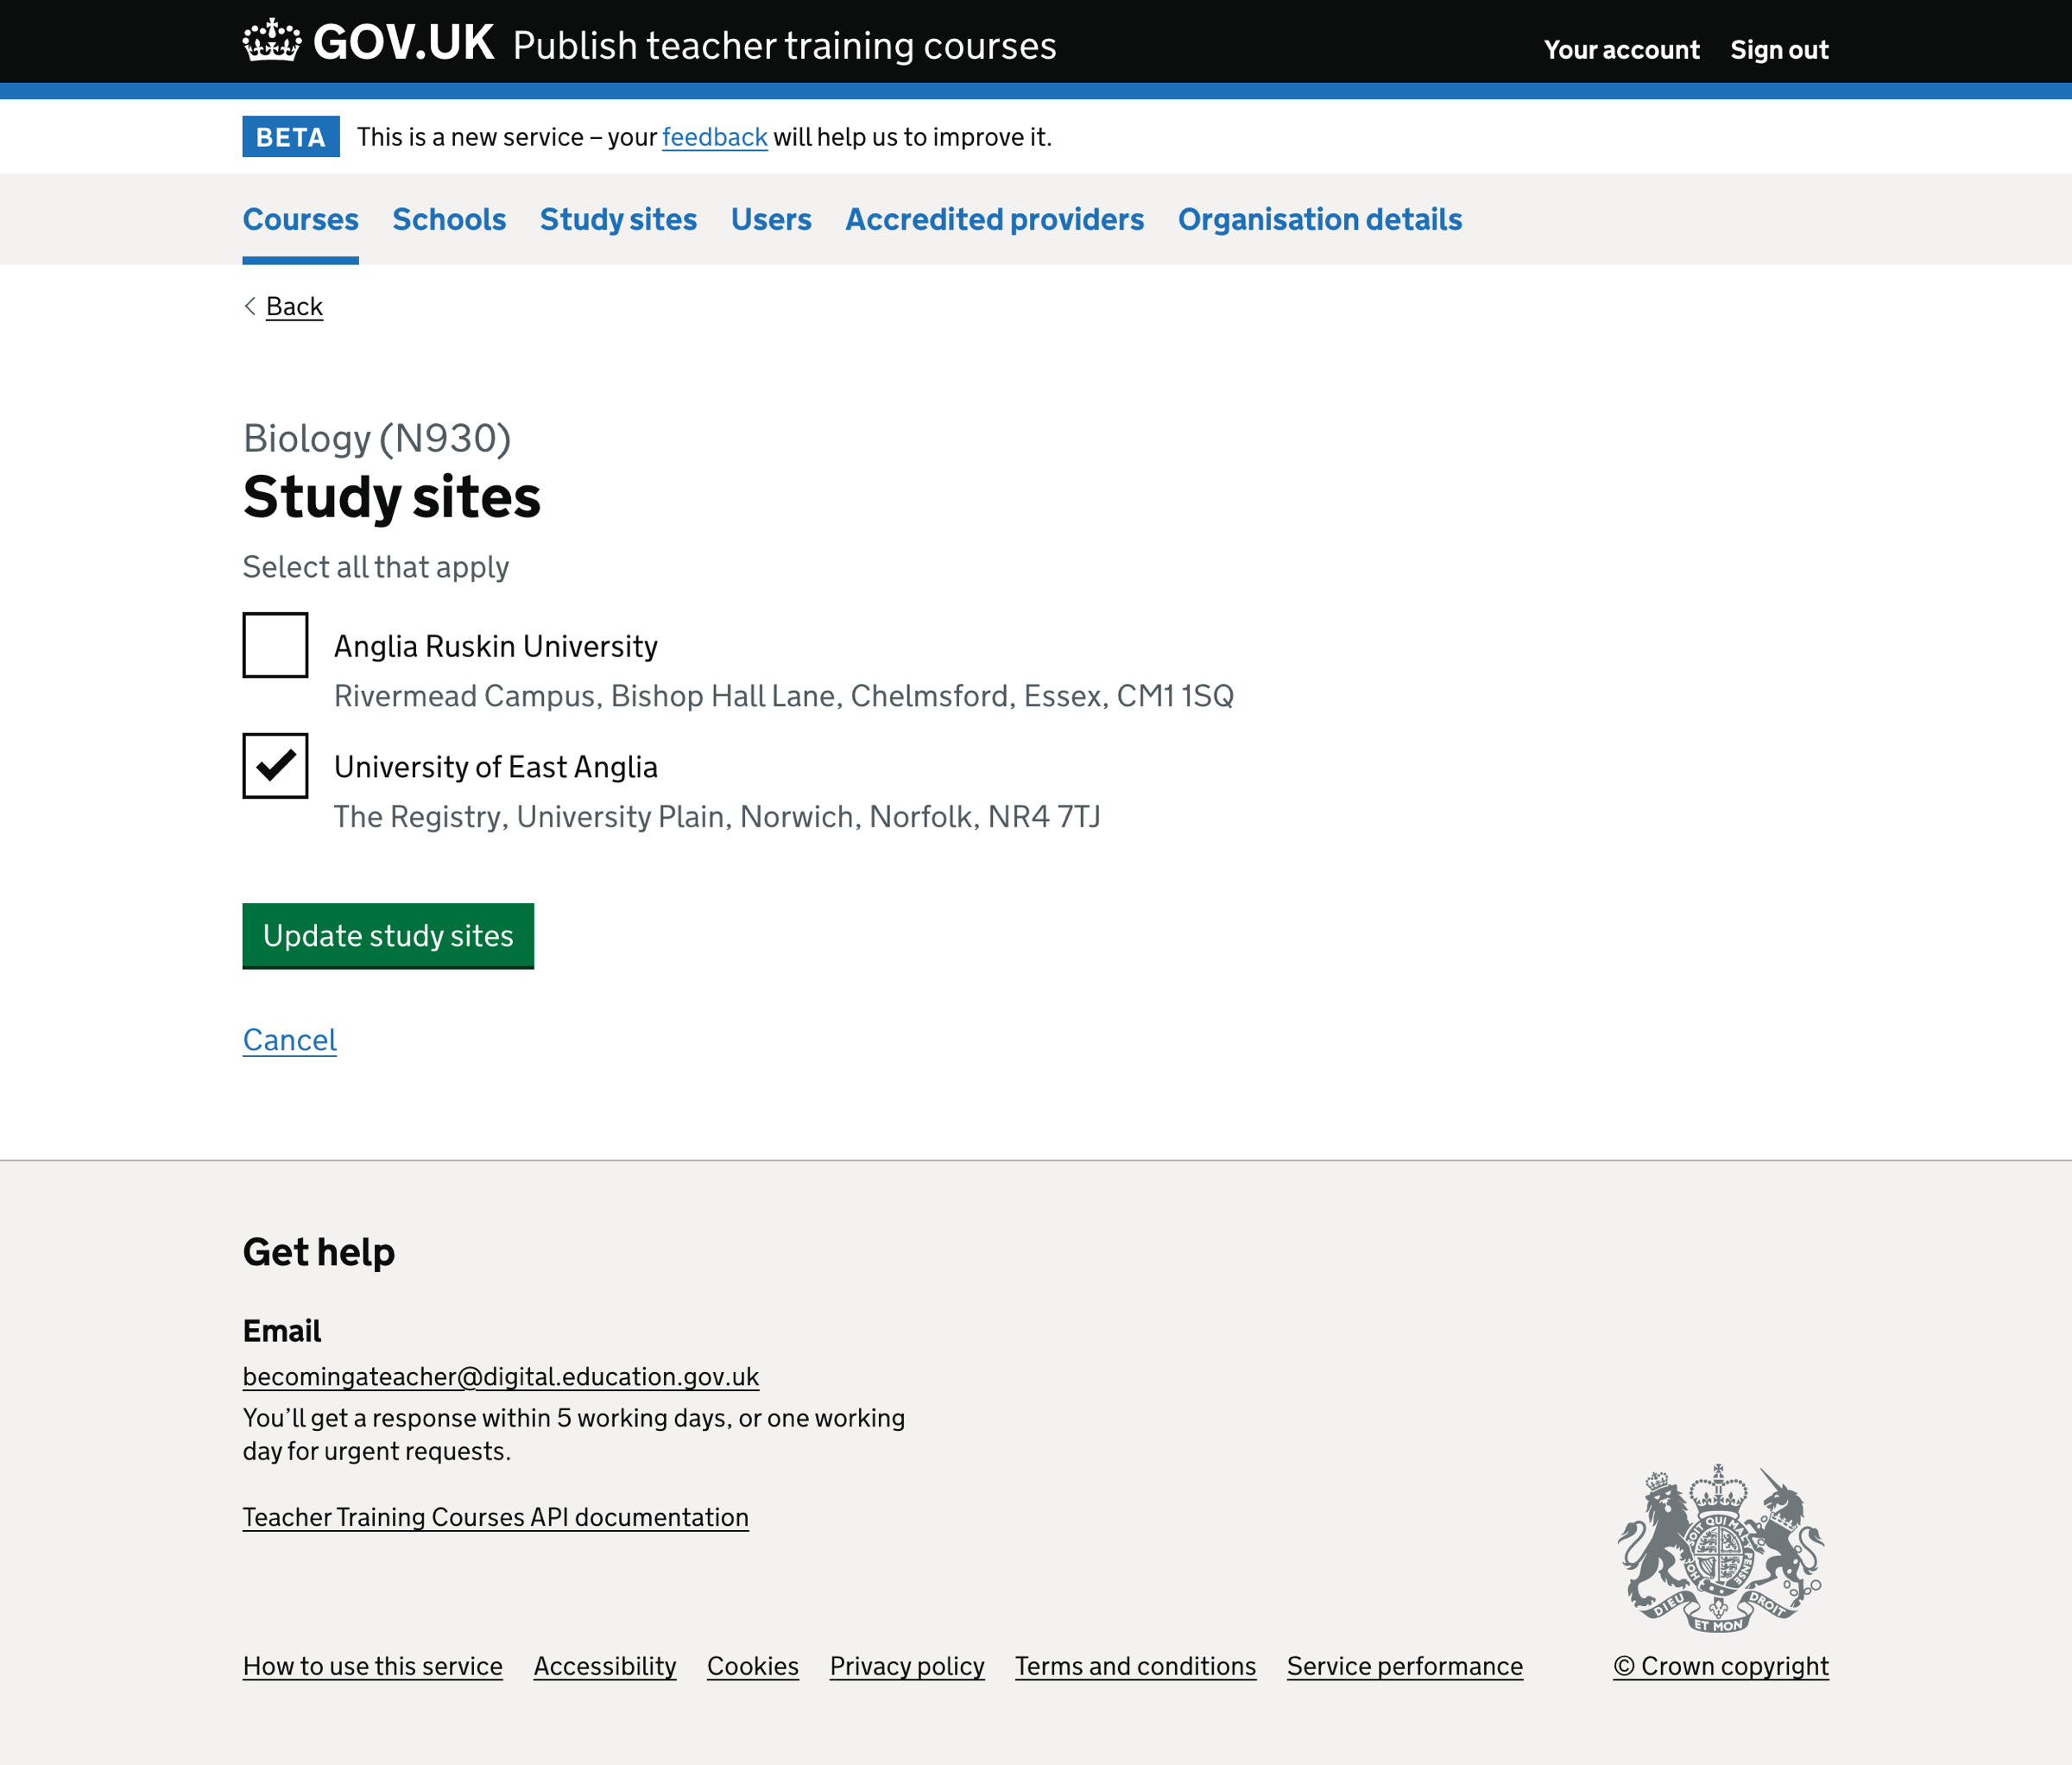 GOV.UK Publish teacher training courses
Your account Sign out
BETA This is a new service – your feedback will help us to improve it.
Courses Schools Study sites Users Accredited providers Organisation details
Back
Biology (N930)
Study sites
Select all that apply
Anglia Ruskin University
Rivermead Campus, Bishop Hall Lane, Chelmsford, Essex, CM1 1SQ
University of East Anglia
The Registry, University Plain, Norwich, Norfolk, NR4 7TJ
Update study sites
Cancel
Get help
Email
becomingateacher@digital.education.gov.uk
You’ll get a response within 5 working days, or one working
day for urgent requests.
Teacher Training Courses API documentation
DIEU ET MON DROIT
How to use this service Accessibility Cookies Privacy policy Terms and conditions Service performance
© Crown copyright